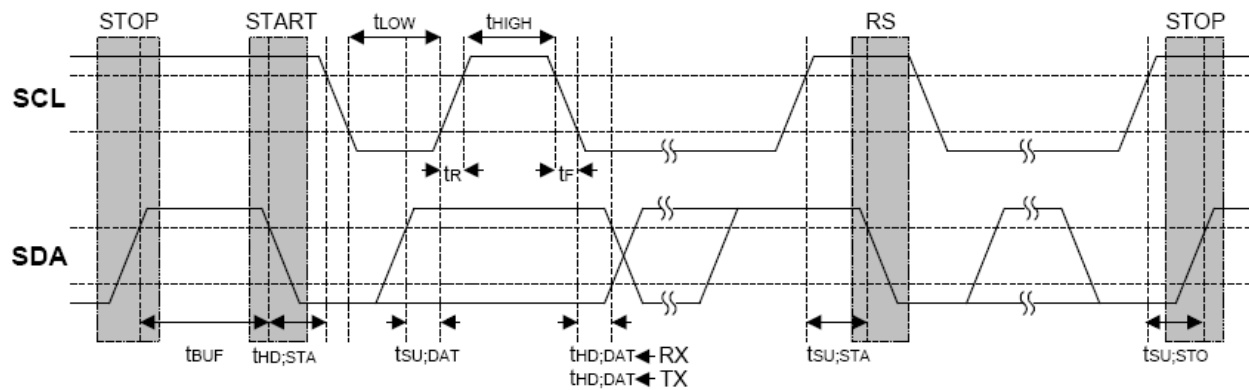 STOP START tLOW tHIGH RS STOP
SCL
tR tF
SDA
tBUF tHD;STA tSU;DAT tHD;DAT RX tSU;STA tSU;STO
tHD;DAT TX